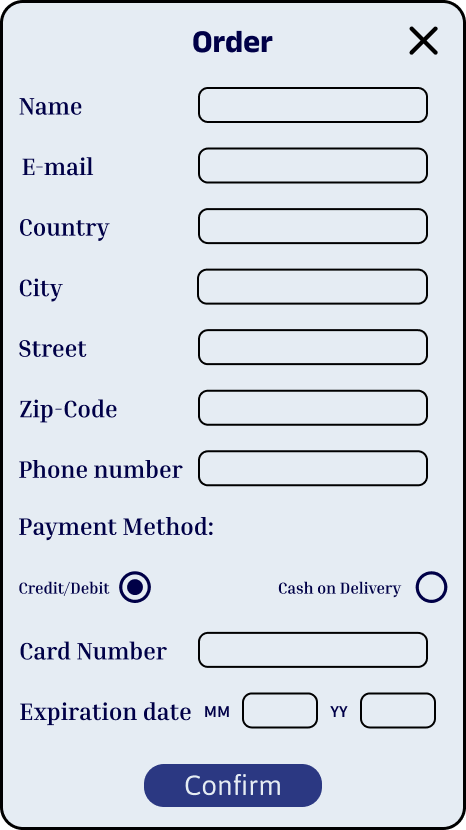 Order
Name
E-mail
Country
City
Street
Zip-Code
Phone number
Payment Method:
Credit/Debit Cash on Delivery
Card Number
Expiration date MM YY
Confirm